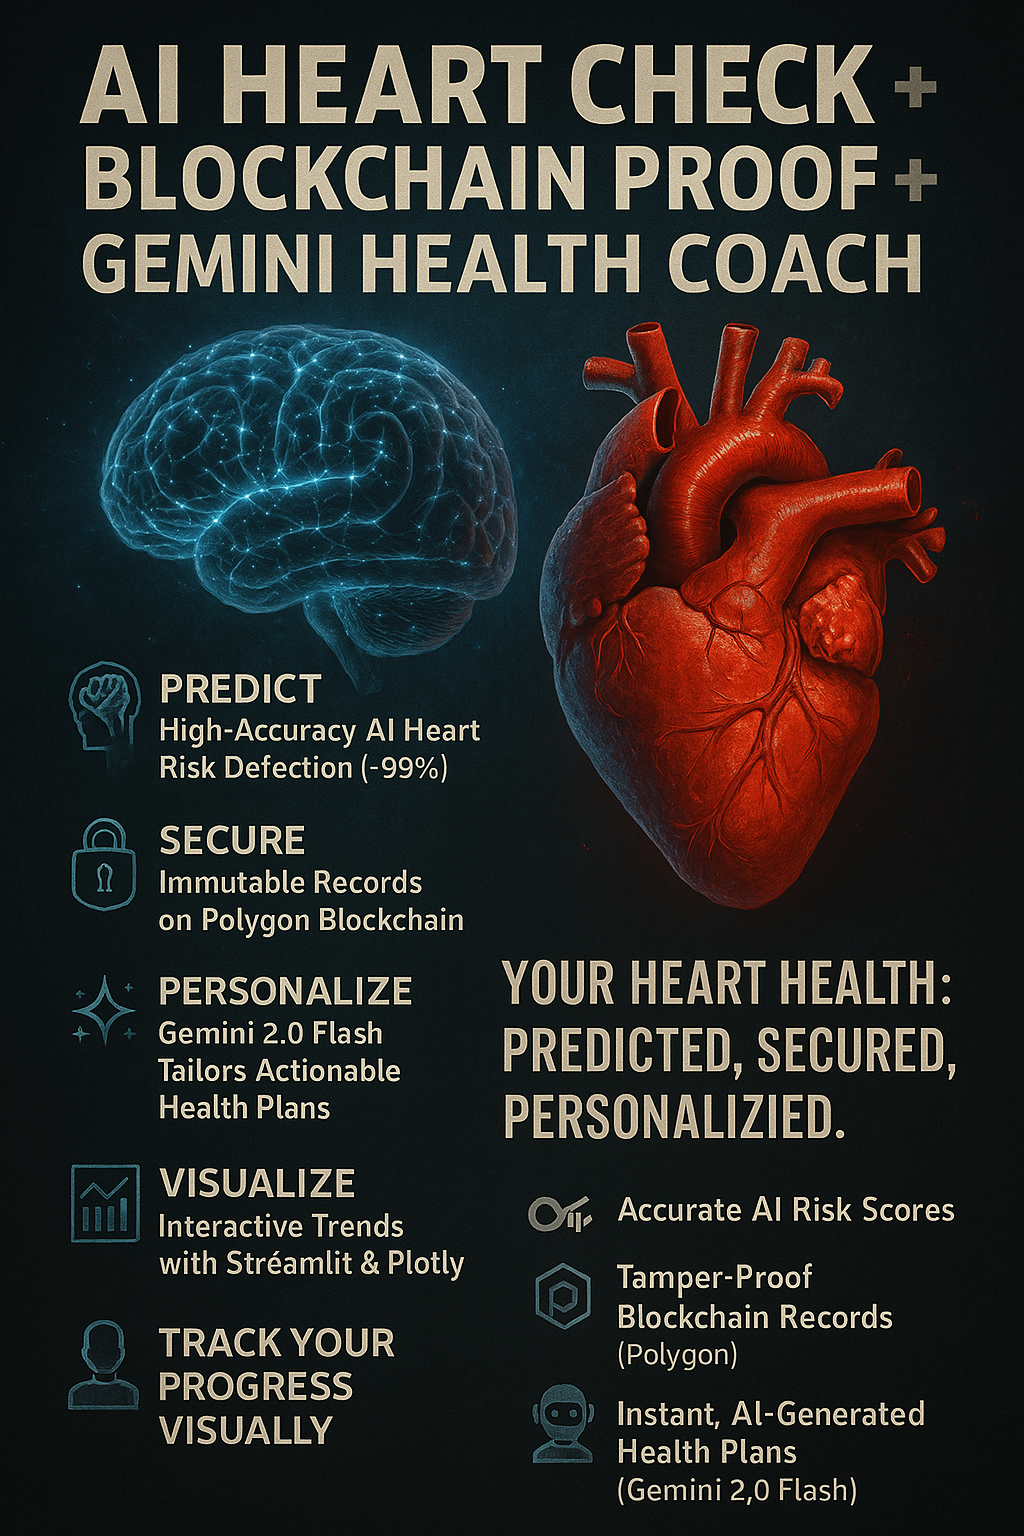 AI HEART CHECK +
BLOCKCHAIN PROOF +
GEMINI HEALTH COACH
PREDICT
High-Accuracy AI Heart
Risk Defection (-99%)
SECURE
Immutable Records
on Polygon Blockchain
PERSONALIZE
Gemini 2.0 Flash
Tailors Actionable
Health Plans
VISUALIZE
Interactive Trends
with Stréamlit & Plotly
TRACK YOUR
PROGRESS
VISUALLY
YOUR HEART HEALTH:
PREDICTED, SECURED,
PERSONALIZIED.
Accurate AI Risk Scores
Tamper-Proof
Blockchain Records
(Polygon)
Instant, AI-Generated
Health Plans
(Gemini 2,0 Flash)